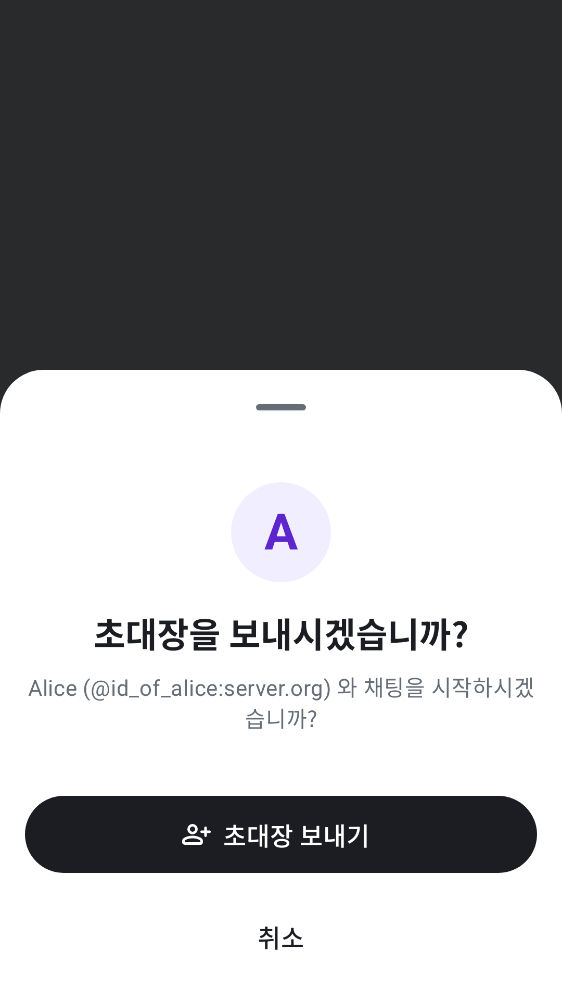 A
초대장을 보내시겠습니까?
Alice (@id_of_alice:server.org) 와 채팅을 시작하시겠
습니까?
초대장 보내기
취소